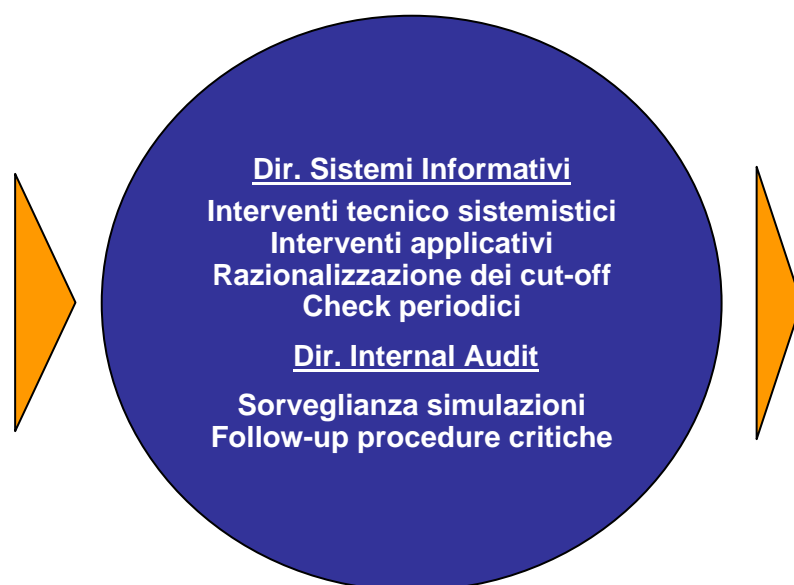 Dir. Sistemi Informativi
Interventi tecnico sistemistici
Interventi applicativi
Razionalizzazione dei cut-off
Check periodici
Dir. Internal Audit
Sorveglianza simulazioni
Follow-up procedure critiche